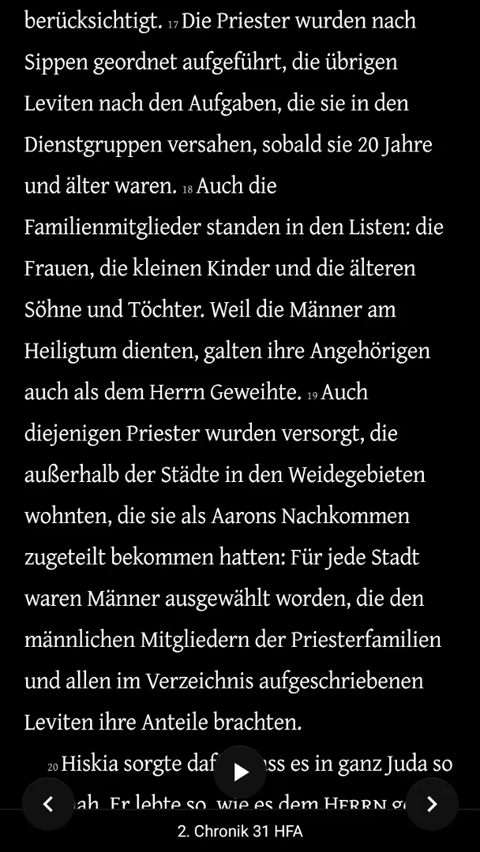 berücksichtigt. 17 Die Priester wurden nach
Sippen geordnet aufgeführt, die übrigen
Leviten nach den Aufgaben, die sie in den
Dienstgruppen versahen, sobald sie 20 Jahre
und älter waren. 18 Auch die
Familienmitglieder standen in den Listen: die
Frauen, die kleinen Kinder und die älteren
Söhne und Töchter. Weil die Männer am
Heiligtum dienten, galten ihre Angehörigen
auch als dem Herrn Geweihte. 19 Auch
diejenigen Priester wurden versorgt, die
außerhalb der Städte in den Weidegebieten
wohnten, die sie als Aarons Nachkommen
zugeteilt bekommen hatten: Für jede Stadt
waren Männer ausgewählt worden, die den
männlichen Mitgliedern der Priesterfamilien
und allen im Verzeichnis aufgeschriebenen
Leviten ihre Anteile brachten.
20 Hiskia sorgte es in ganz Juda so
Er lebte so, wie es dem HERRN
2. Chronik 31 HFA